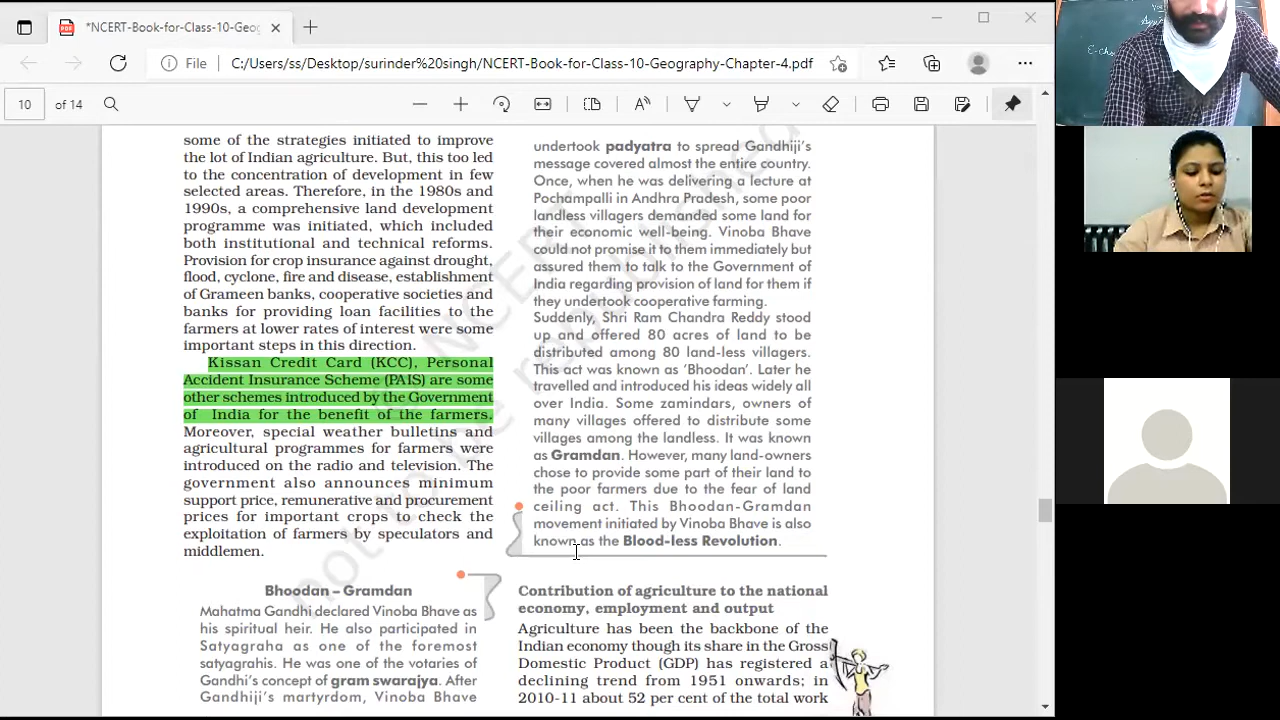 *NCERT-Book-for-Class-10-Geog
File
C:/Users/ss/Desktop/surinder%20singh/NCERT-Book-for-Class-10-Geography-Chapter-4.pdf
10 of 14
some of the strategies initiated to improve
the lot of Indian agriculture. But, this too led
to the concentration of development in few
selected areas. Therefore, in the 1980s and
1990s, a comprehensive land development
programme was initiated, which included
both institutional and technical reforms.
Provision for crop insurance against drought,
flood, cyclone, fire and disease, establishment
of Grameen banks, cooperative societies and
banks for providing loan facilities to the
farmers at lower rates of interest were some
important steps in this direction.
Kissan Credit Card (KCC), Personal
Accident Insurance Scheme (PAIS) are some
other schemes introduced by the Government
of India for the benefit of the farmers.
Moreover, special weather bulletins and
agricultural programmes for farmers were
introduced on the radio and television. The
government also announces minimum
support price, remunerative and procurement
prices for important crops to check the
exploitation of farmers by speculators and
middlemen.
Bhoodan – Gramdan
Mahatma Gandhi declared Vinoba Bhave as
his spiritual heir. He also participated in
Satyagraha as one of the foremost
satyagrahis. He was one of the votaries of
Gandhi's concept of gram swarajya. After
Gandhiji's martyrdom, Vinoba Bhave
undertook padyatra to spread Gandhiji's
message covered almost the entire country.
Once, when he was delivering a lecture at
Pochampalli in Andhra Pradesh, some poor
landless villagers demanded some land for
their economic well-being. Vinoba Bhave
could not promise it to them immediately but
assured them to talk to the Government of
India regarding provision of land for them if
they undertook cooperative farming.
Suddenly, Shri Ram Chandra Reddy stood
up and offered 80 acres of land to be
distributed among 80 land-less villagers.
This act was known as 'Bhoodan'. Later he
travelled and introduced his ideas widely all
over India. Some zamindars, owners of
many villages offered to distribute some
villages among the landless. It was known
as Gramdan. However, many land-owners
chose to provide some part of their land to
the poor farmers due to the fear of land
ceiling act. This Bhoodan-Gramdan
movement initiated by Vinoba Bhave is also
known as the Blood-less Revolution.
Contribution of agriculture to the national
economy, employment and output
Agriculture has been the backbone of the
Indian economy though its share in the Gross
Domestic Product (GDP) has registered a
declining trend from 1951 onwards; in
2010-11 about 52 per cent of the total work